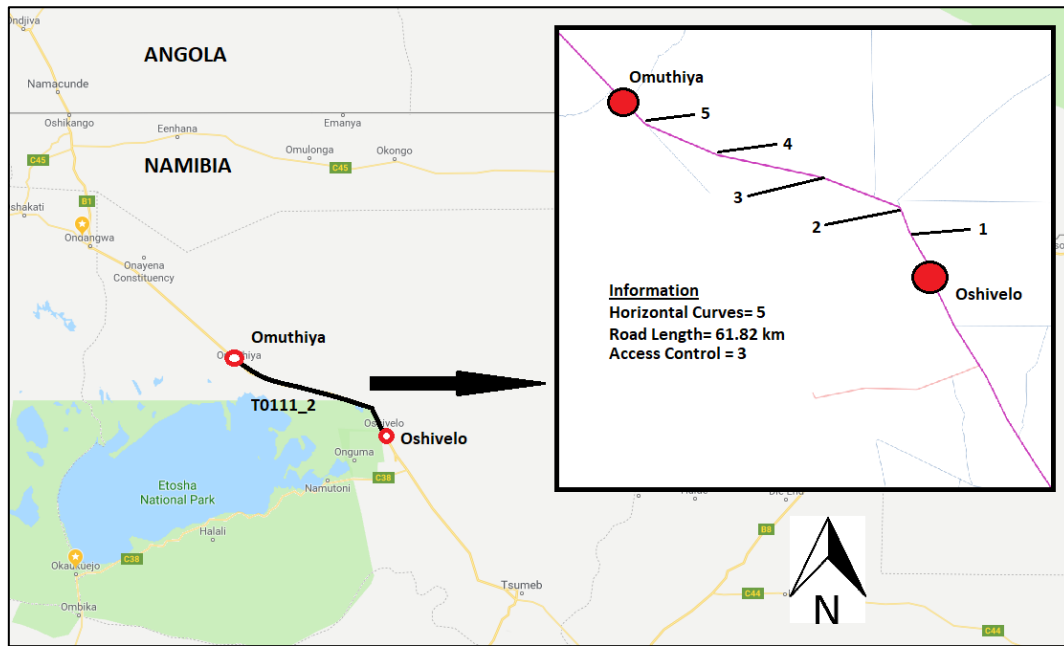 Ondjiva
ANGOLA
Namacunde
Oshikango
Eenhana
Emanya
NAMIBIA
Omulonga
Okongo
C45
C45
B1
shakati
Ondangwa
Onayena
Constituency
Omuthiya
T0111_2
Oshivelo
Oshivelo
Onguma
C38
Namutoni
Etosha
National Park
Halali
C38
Okaukuejo
Ombika
Tsumeb
B8
C44
C44
N
Omuthiya
5
4
3
2
1
Oshivelo
Information
Horizontal Curves= 5
Road Length= 61.82 km
Access Control = 3